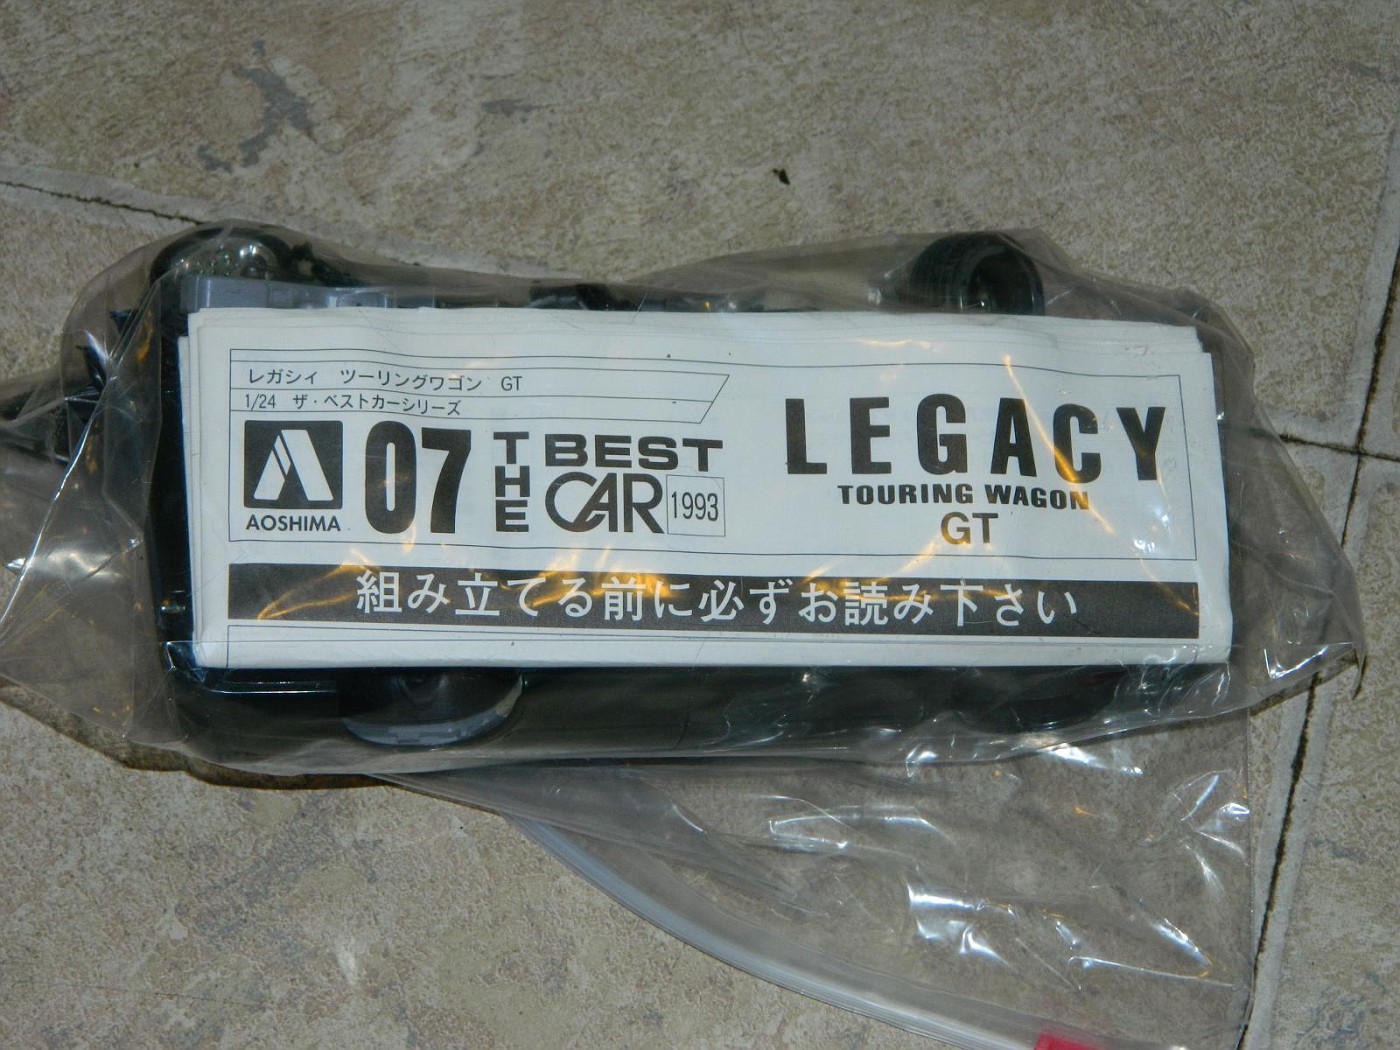 レガシィ ツーリングワゴン GT
1/24 ザ・ベストカーシリーズ
AOSHIMA
07
THE
BEST
CAR
1993
LEGACY
TOURING WAGON
GT
組み立てる前に必ずお読み下さい